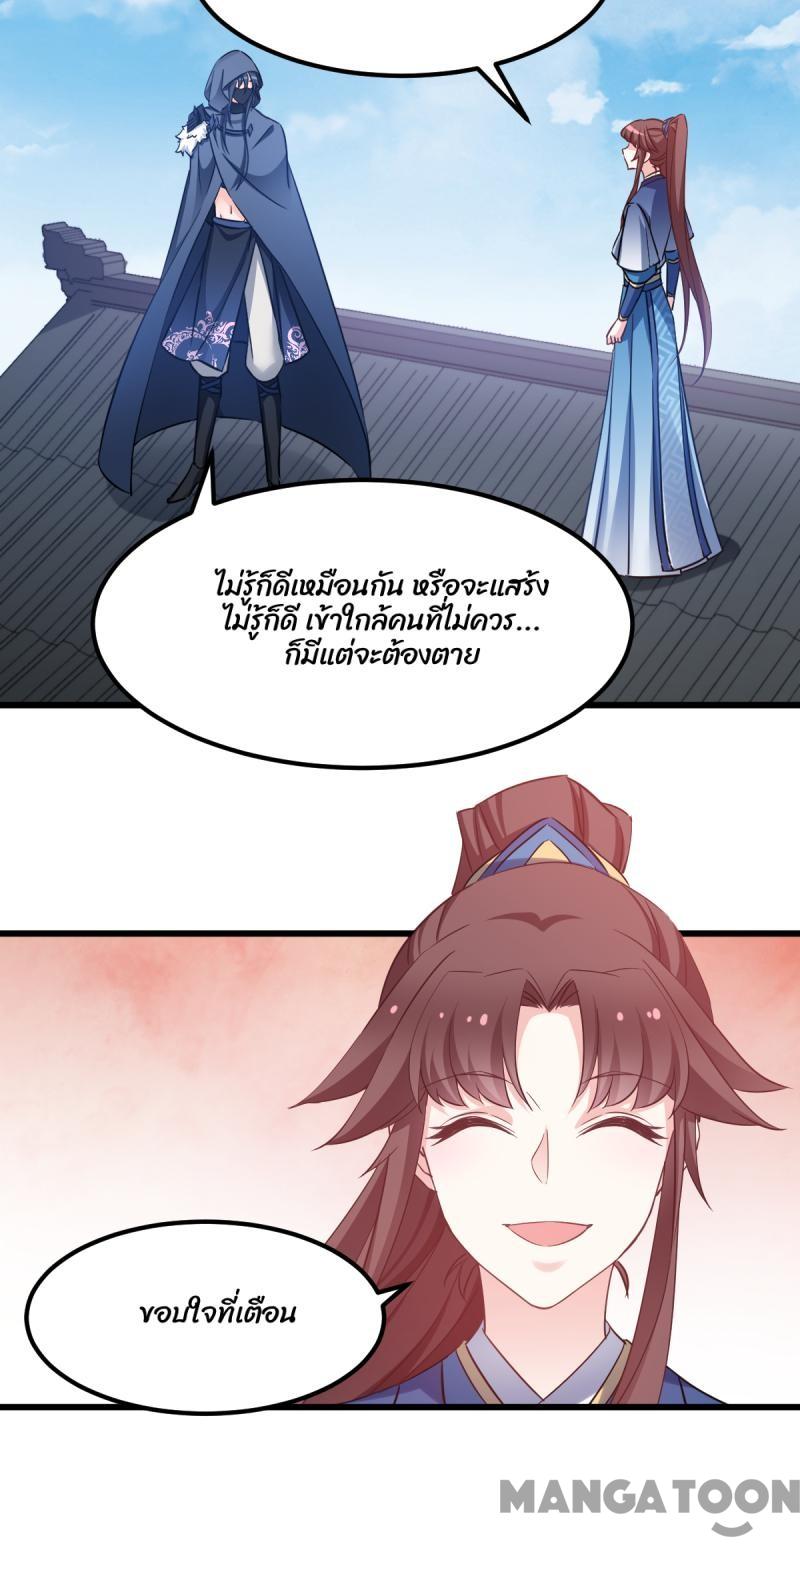 ไม่รู้ก็ดีเหมือนกัน หรือจะแสร้ง
ไม่รู้ก็ดี เข้าใกล้คนที่ไม่ควร...
ก็มีแต่จะต้องตาย
ขอบใจที่เตือน
MANGATOON